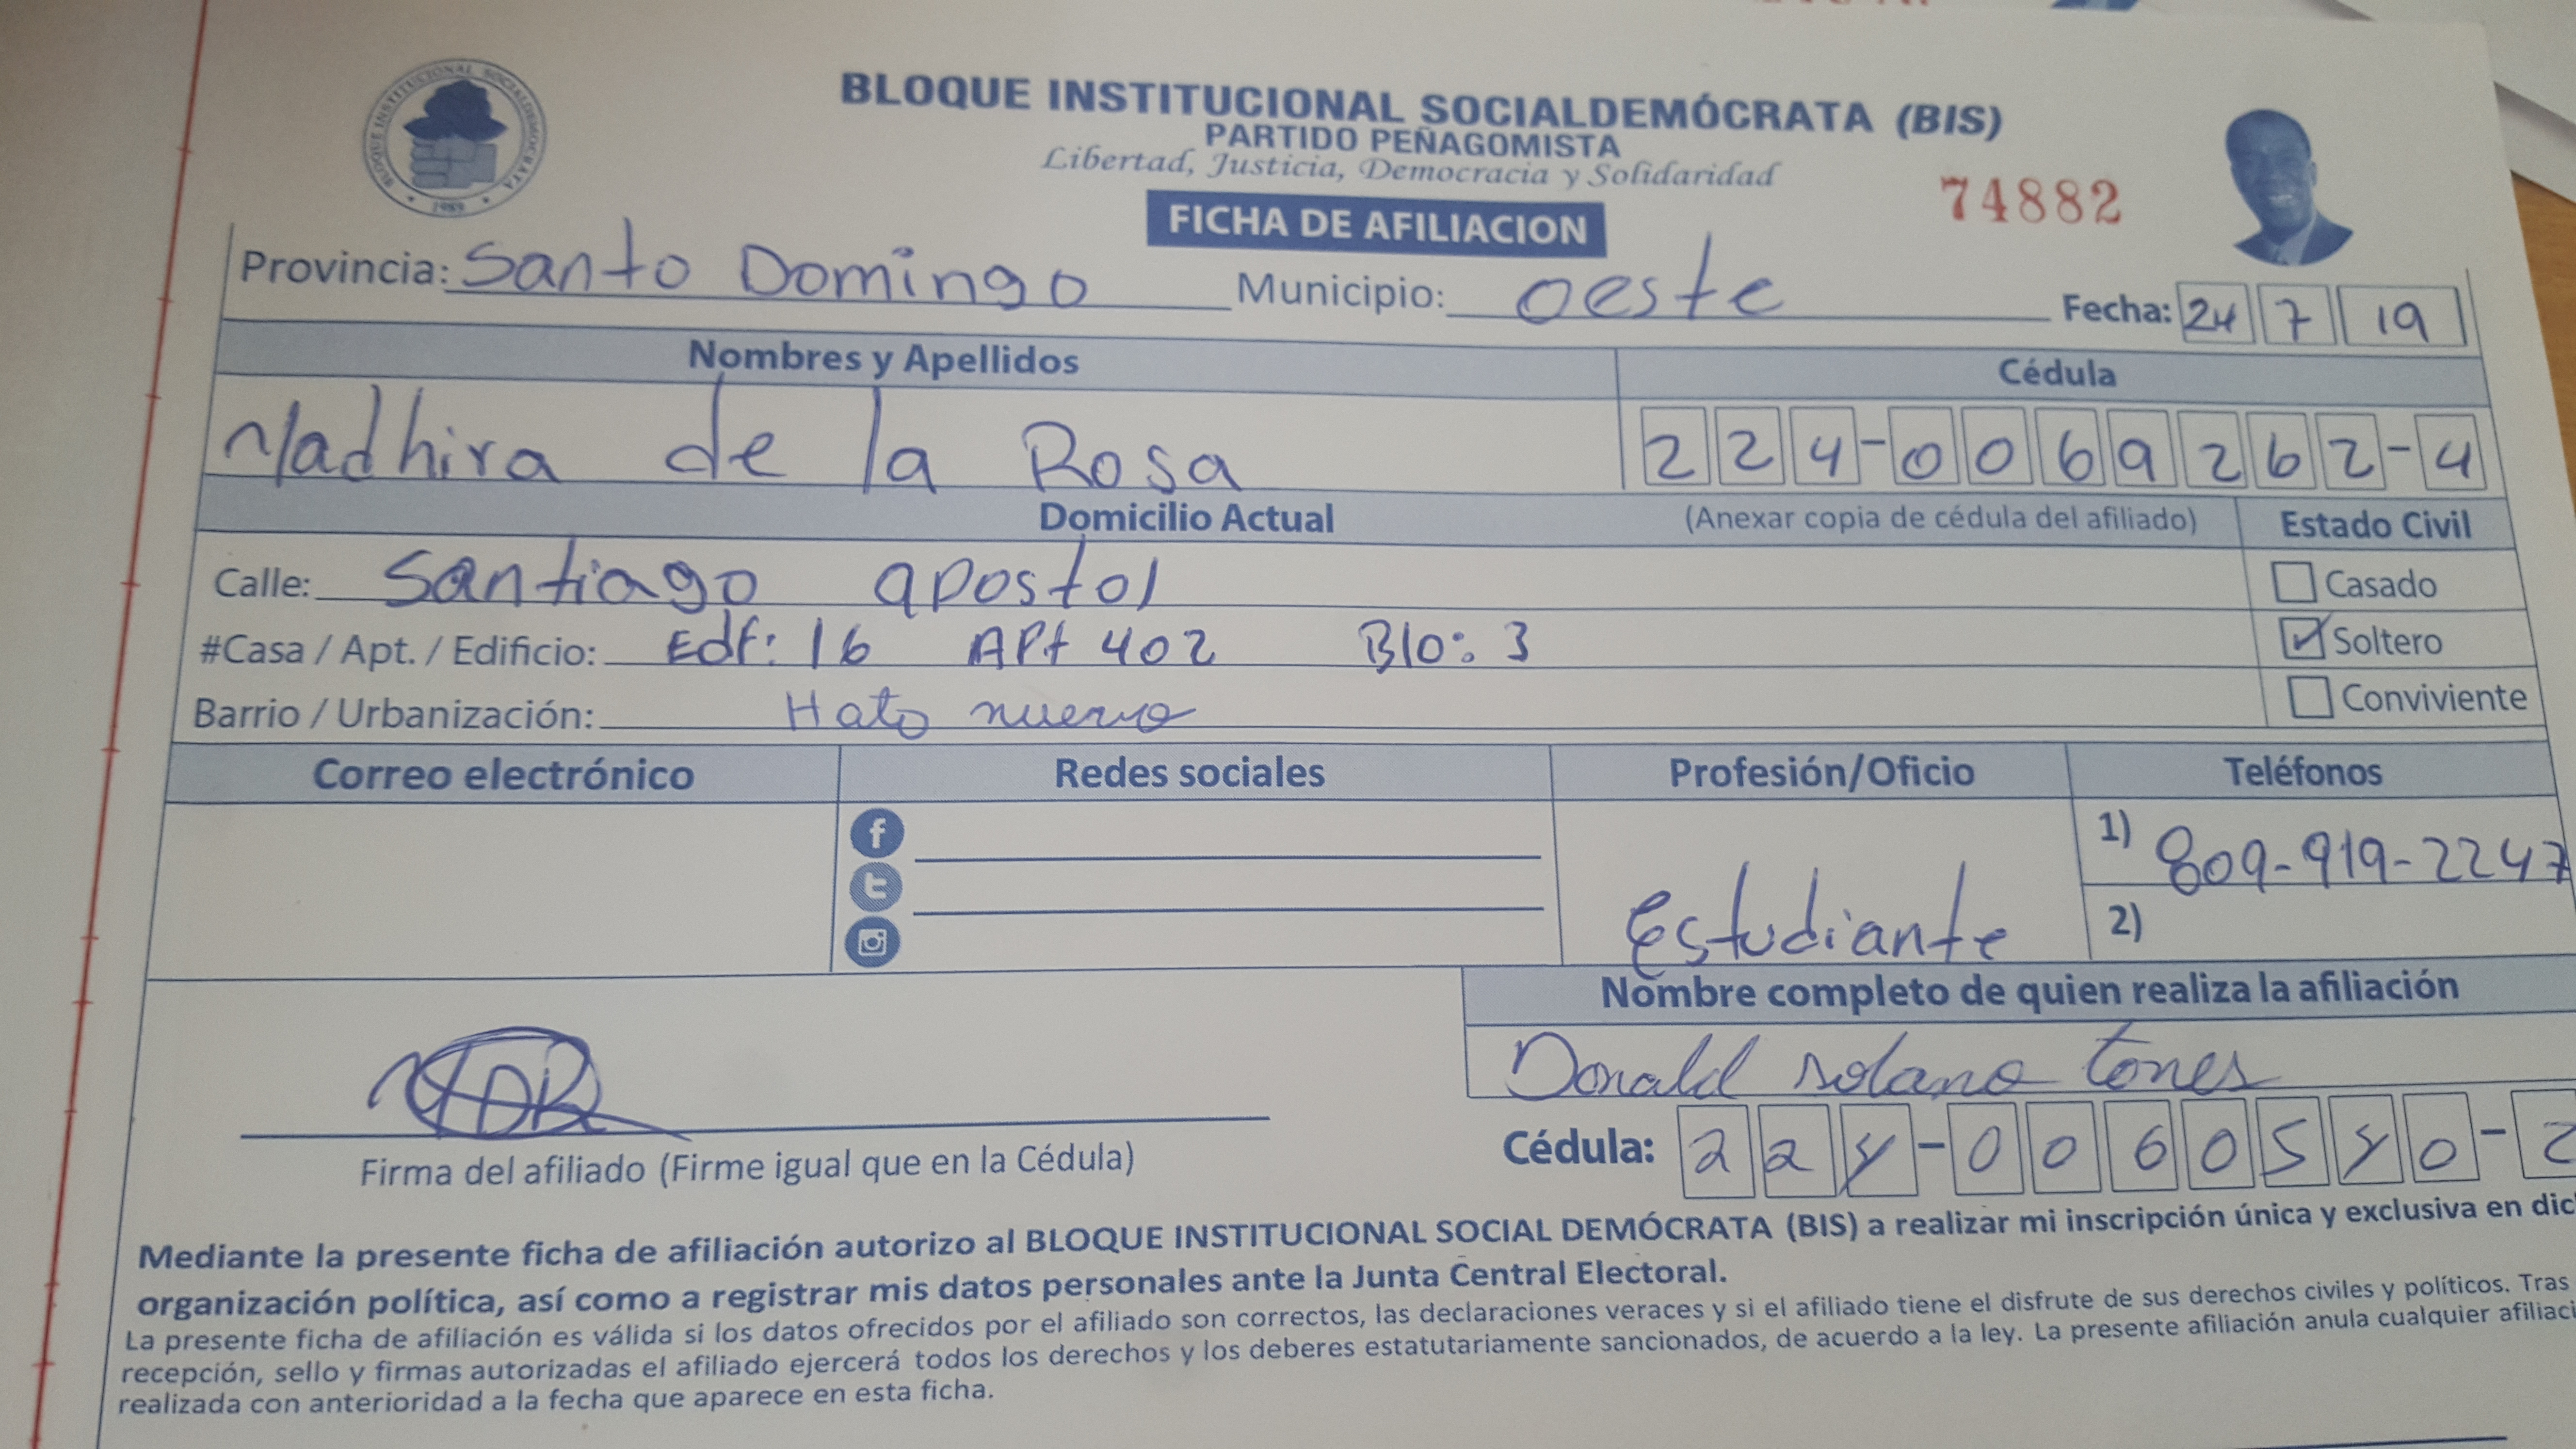 BLOQUE INSTITUCIONAL SOCIALDEMOCRATA
1989
BLOQUE INSTITUCIONAL SOCIALDEMÓCRATA (BIS)
PARTIDO PEÑAGOMISTA
Libertad, Justicia, Democracia y Solidaridad
74882
FICHA DE AFILIACION
Provincia: Santo Domingo Municipio: oeste Fecha: 24 7 19
Nombres y Apellidos Cédula
Nadhira de la Rosa 224-0069262-4
Domicilio Actual (Anexar copia de cédula del afiliado) Estado Civil
Calle: Santiago apostol Casado
#Casa / Apt. / Edificio: Edf: 16 APt 402 Blo: 3 Soltero
Barrio / Urbanización: Hato nuevo Conviviente
Correo electrónico Redes sociales Profesión/Oficio Teléfonos
1) 809-919-2247
Estudiante 2)
Nombre completo de quien realiza la afiliación
Donald solano torres
Cédula: 224-0060540-2
Firma del afiliado (Firme igual que en la Cédula)
Mediante la presente ficha de afiliación autorizo al BLOQUE INSTITUCIONAL SOCIAL DEMÓCRATA (BIS) a realizar mi inscripción única y exclusiva en dic
organización política, así como a registrar mis datos personales ante la Junta Central Electoral.
La presente ficha de afiliación es válida si los datos ofrecidos por el afiliado son correctos, las declaraciones veraces y si el afiliado tiene el disfrute de sus derechos civiles y políticos. Tras
recepción, sello y firmas autorizadas el afiliado ejercerá todos los derechos y los deberes estatutariamente sancionados, de acuerdo a la ley. La presente afiliación anula cualquier afiliaci
realizada con anterioridad a la fecha que aparece en esta ficha.